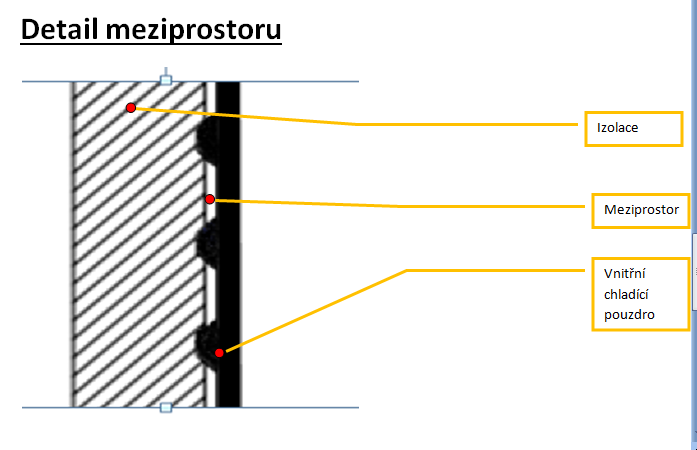 Detail meziprostoru
Izolace
Meziprostor
Vnitřní
chladící
pouzdro